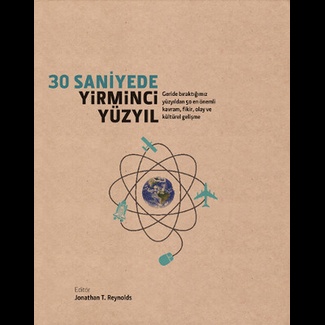 30 SANİYEDE
YİRMİNCİ
YÜZYIL
Geride bıraktığımız
yüzyıldan 50 en önemli
kavram, fikir, olay ve
kültürel gelişme
Editör
Jonathan T. Reynolds